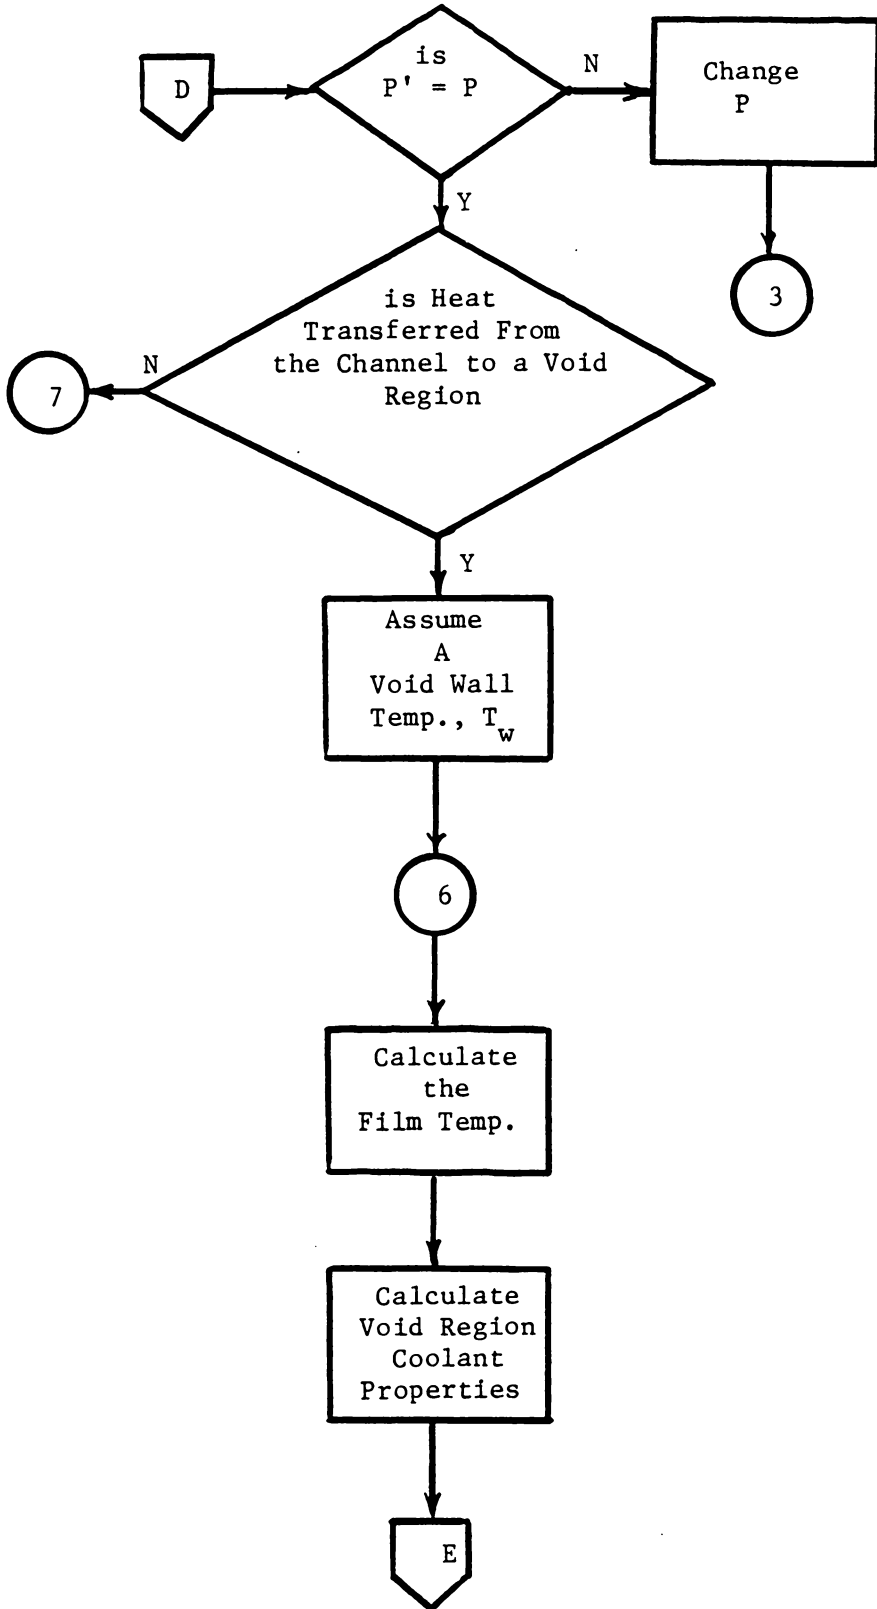 D
is
P' = P
N
Change
P
Y
3
is Heat
Transferred From
the Channel to a Void
Region
N
7
Y
Assume
A
Void Wall
Temp., T_w
6
Calculate
the
Film Temp.
Calculate
Void Region
Coolant
Properties
E